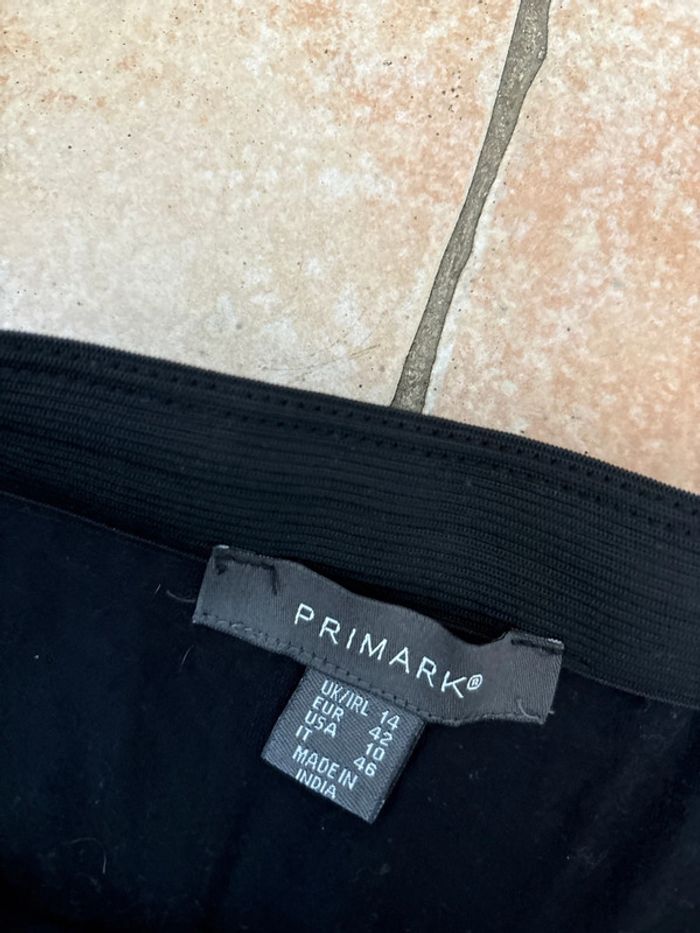 PRIMARK®
UK/IRL 14
EUR 42
USA 10
IT 46
MADE IN
INDIA